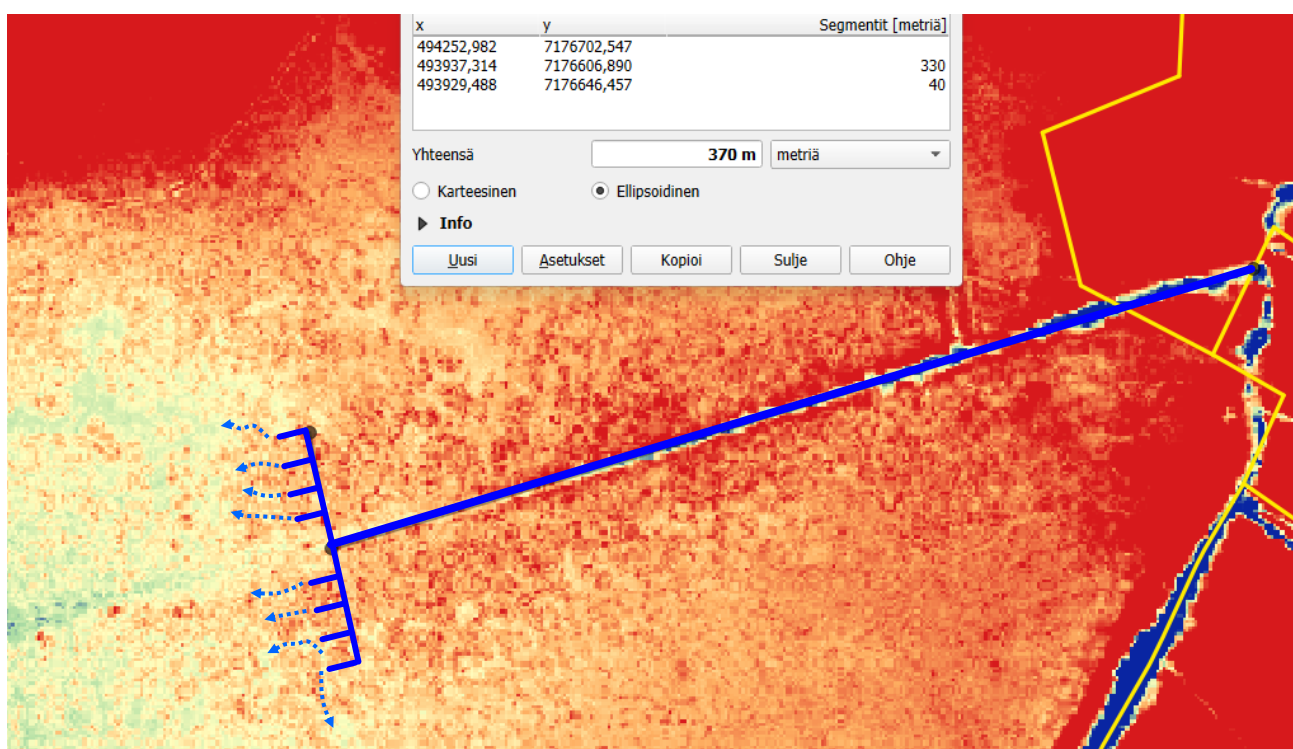 x y Segmentit [metriä]
494252,982 7176702,547
493937,314 7176606,890 330
493929,488 7176646,457 40
Yhteensä 370 m metriä
Karteesinen Ellipsoidinen
Info
Uusi Asetukset Kopioi Sulje Ohje